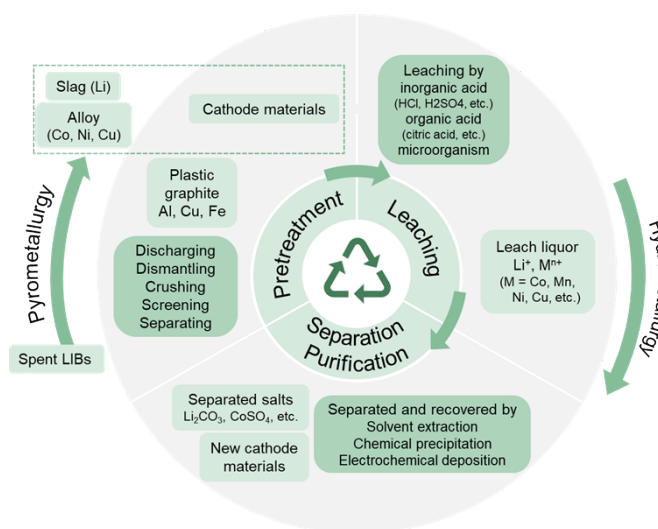 Slag (Li)
Alloy
(Co, Ni, Cu)
Cathode materials
Leaching by
inorganic acid
(HCl, H2SO4, etc.)
organic acid
(citric acid, etc.)
microorganism
Plastic
graphite
Al, Cu, Fe
Pyrometallurgy
Discharging
Dismantling
Crushing
Screening
Separating
Spent LIBs
Pretreatment
Leaching
Separation
Purification
Leach liquor
Li⁺, Mⁿ⁺
(M = Co, Mn,
Ni, Cu, etc.)
Separated salts
Li₂CO₃, CoSO₄, etc.
New cathode
materials
Separated and recovered by
Solvent extraction
Chemical precipitation
Electrochemical deposition